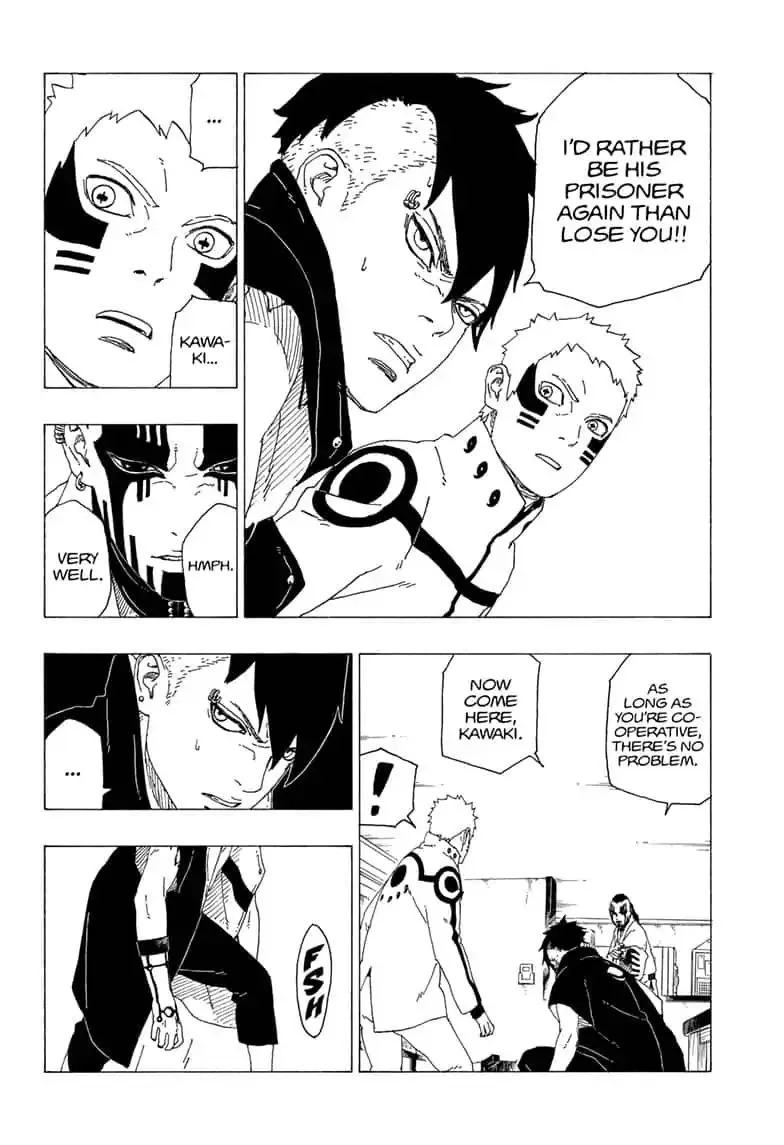 I'D RATHER
BE HIS
PRISONER
AGAIN THAN
LOSE YOU!!
...
KAWA-
KI...
HMPH.
VERY
WELL.
AS
LONG AS
YOU'RE CO-
OPERATIVE,
THERE'S NO
PROBLEM.
NOW
COME
HERE,
KAWAKI.
!
...
FSH